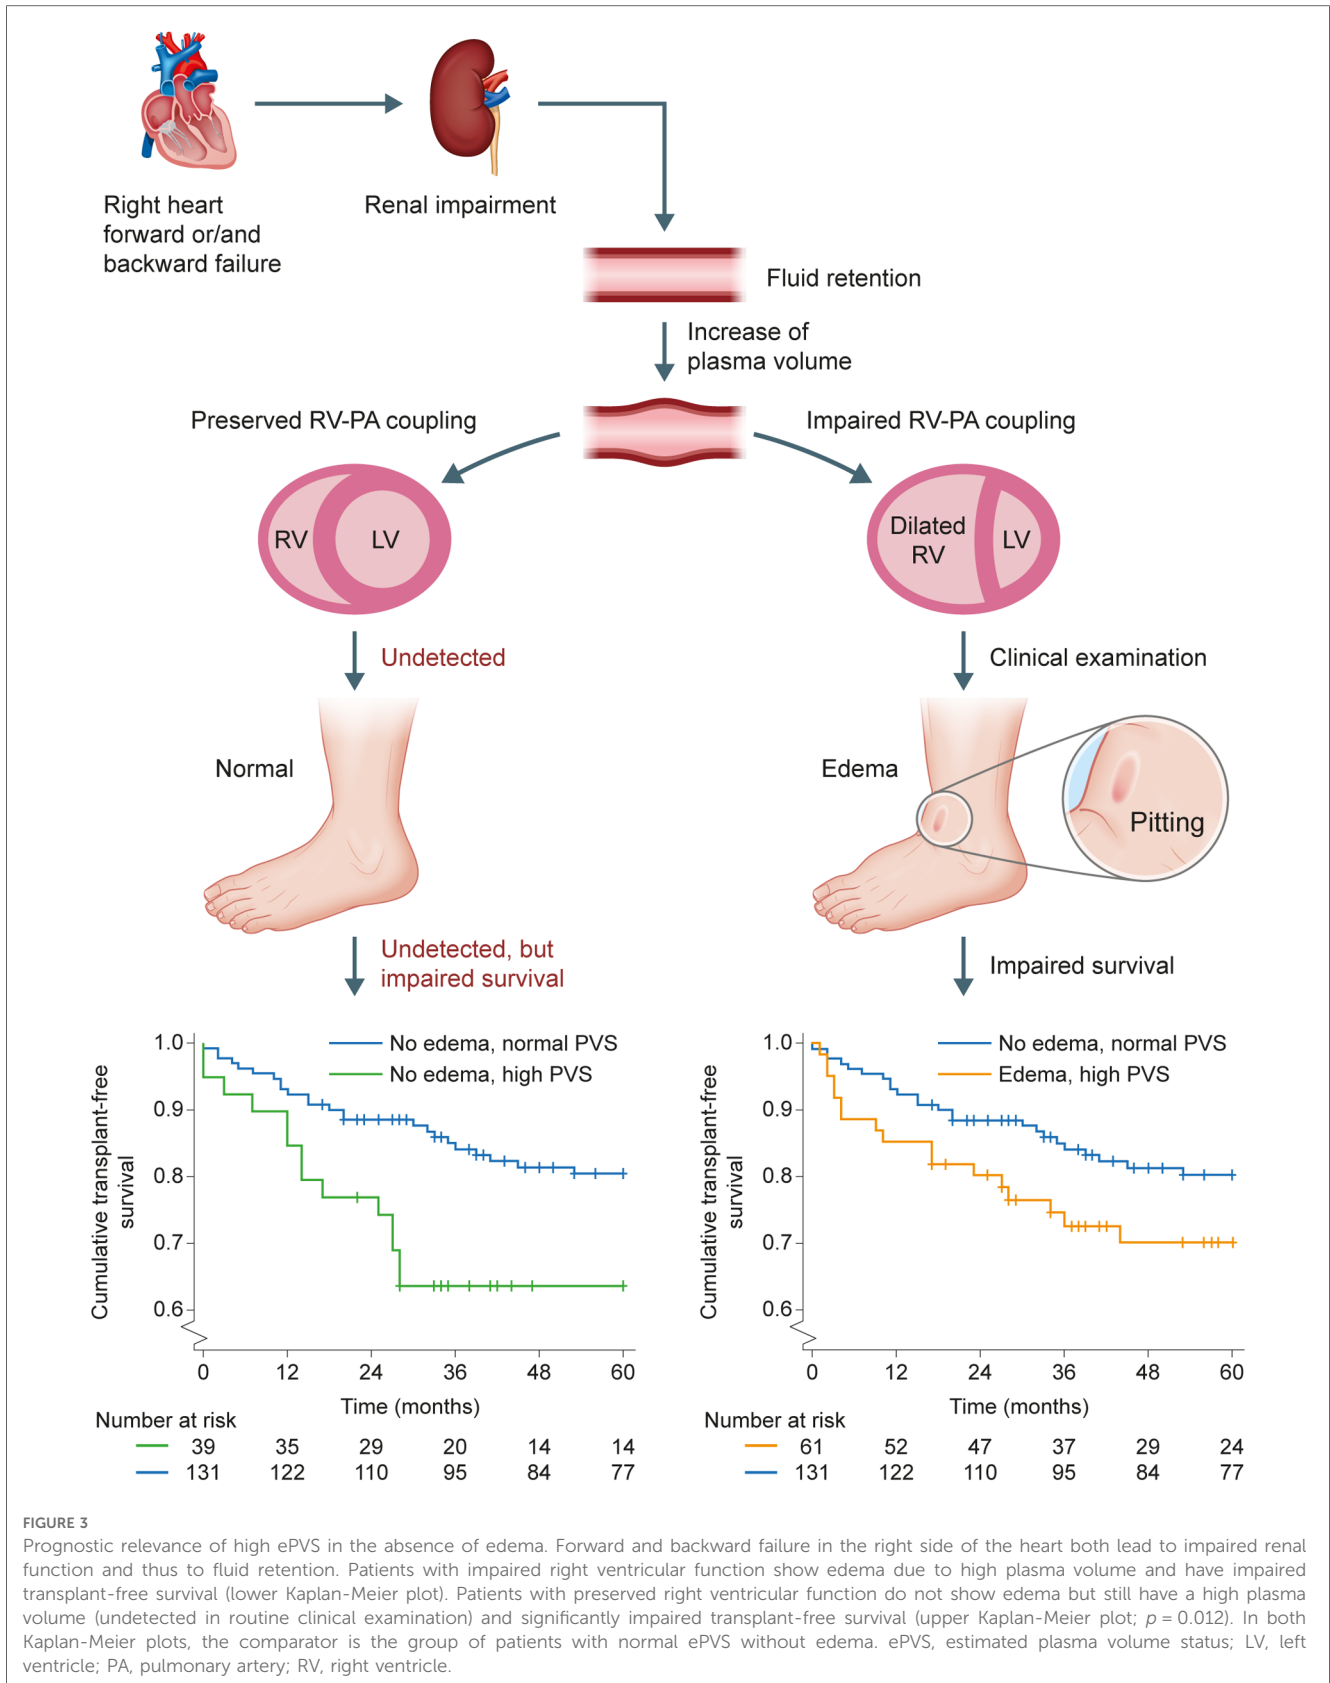 Right heart
forward or/and
backward failure
Renal impairment
Fluid retention
Increase of
plasma volume
Preserved RV-PA coupling
Impaired RV-PA coupling
RV
LV
Dilated
RV
LV
Undetected
Clinical examination
Normal
Edema
Pitting
Undetected, but
impaired survival
Impaired survival
Cumulative transplant-free
survival
1.0
0.9
0.8
0.7
0.6
No edema, normal PVS
No edema, high PVS
0 12 24 36 48 60
Time (months)
Number at risk
39 35 29 20 14 14
131 122 110 95 84 77
Cumulative transplant-free
survival
1.0
0.9
0.8
0.7
0.6
No edema, normal PVS
Edema, high PVS
0 12 24 36 48 60
Time (months)
Number at risk
61 52 47 37 29 24
131 122 110 95 84 77
FIGURE 3
Prognostic relevance of high ePVS in the absence of edema. Forward and backward failure in the right side of the heart both lead to impaired renal
function and thus to fluid retention. Patients with impaired right ventricular function show edema due to high plasma volume and have impaired
transplant-free survival (lower Kaplan-Meier plot). Patients with preserved right ventricular function do not show edema but still have a high plasma
volume (undetected in routine clinical examination) and significantly impaired transplant-free survival (upper Kaplan-Meier plot; p = 0.012). In both
Kaplan-Meier plots, the comparator is the group of patients with normal ePVS without edema. ePVS, estimated plasma volume status; LV, left
ventricle; PA, pulmonary artery; RV, right ventricle.